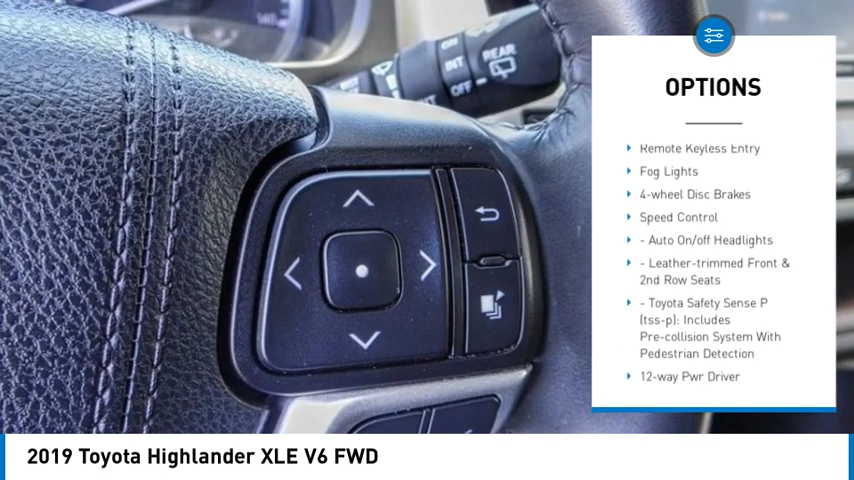 140
ON
INT
OFF
REAR
OPTIONS
Remote Keyless Entry
Fog Lights
4-wheel Disc Brakes
Speed Control
- Auto On/off Headlights
- Leather-trimmed Front &
2nd Row Seats
- Toyota Safety Sense P
(tss-p): Includes
Pre-collision System With
Pedestrian Detection
12-way Pwr Driver
2019 Toyota Highlander XLE V6 FWD